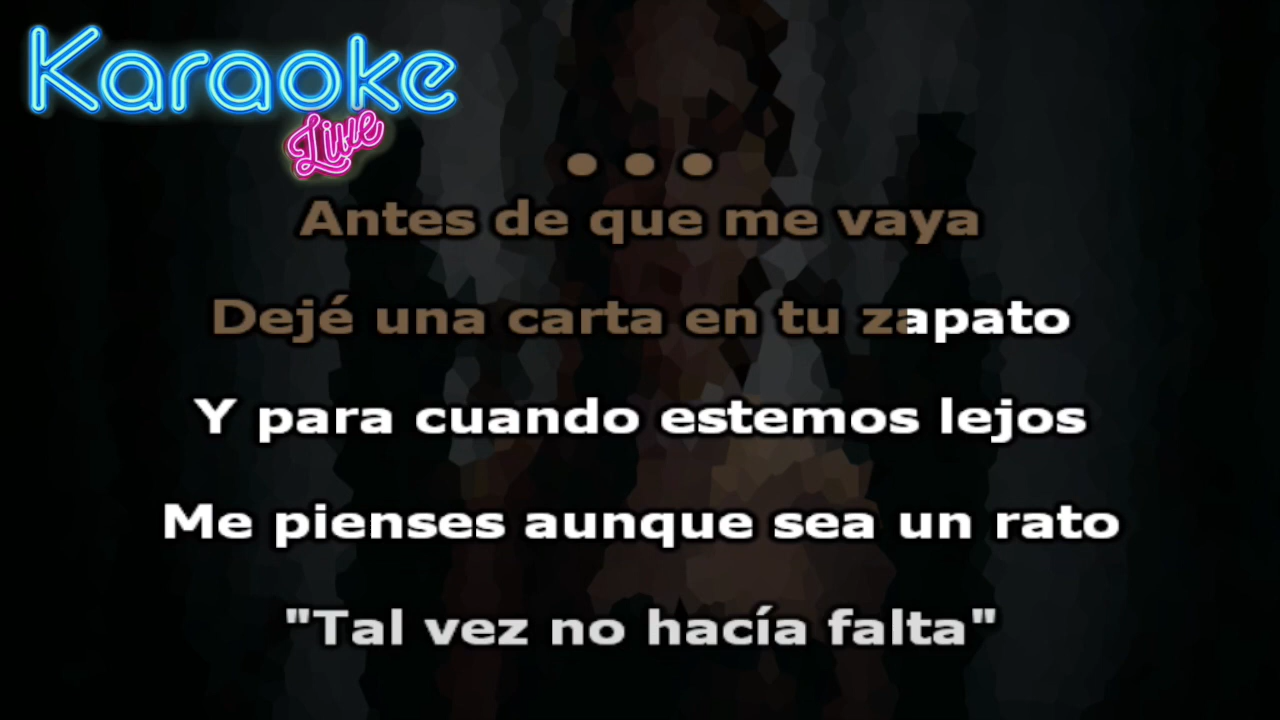 Karaoke
Live
• • •
Antes de que me vaya
Dejé una carta en tu zapato
Y para cuando estemos lejos
Me pienses aunque sea un rato
"Tal vez no hacía falta"